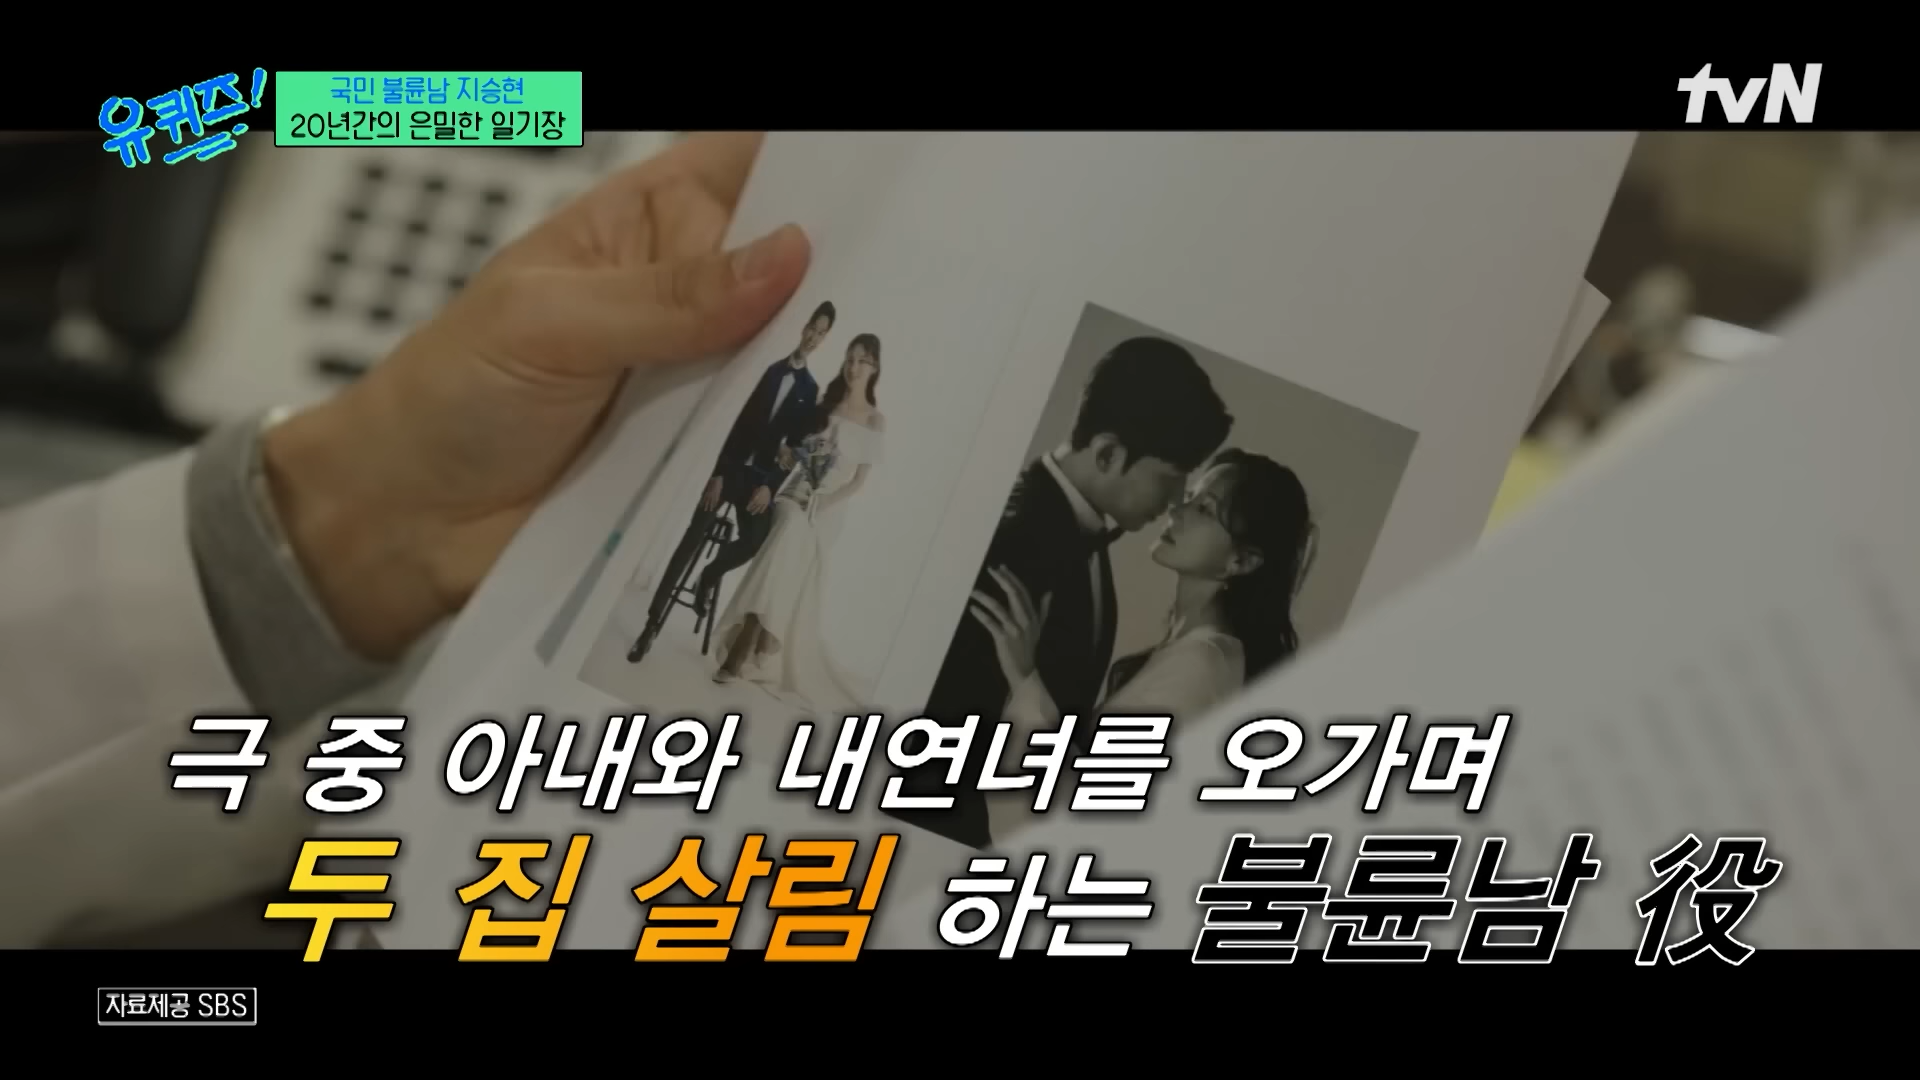 유퀴즈!
국민 불륜남 지승현
20년간의 은밀한 일기장
tvN
극 중 아내와 내연녀를 오가며
두 집 살림 하는 불륜남 役
자료제공 SBS